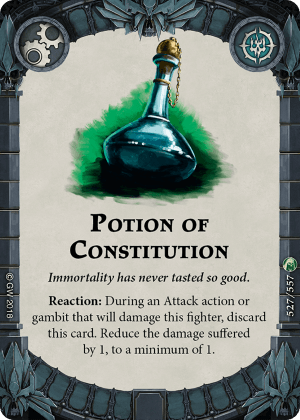 POTION OF
CONSTITUTION
Immortality has never tasted so good.
Reaction: During an Attack action or
gambit that will damage this fighter, discard
this card. Reduce the damage suffered
by 1, to a minimum of 1.
© GW 2018
527/557